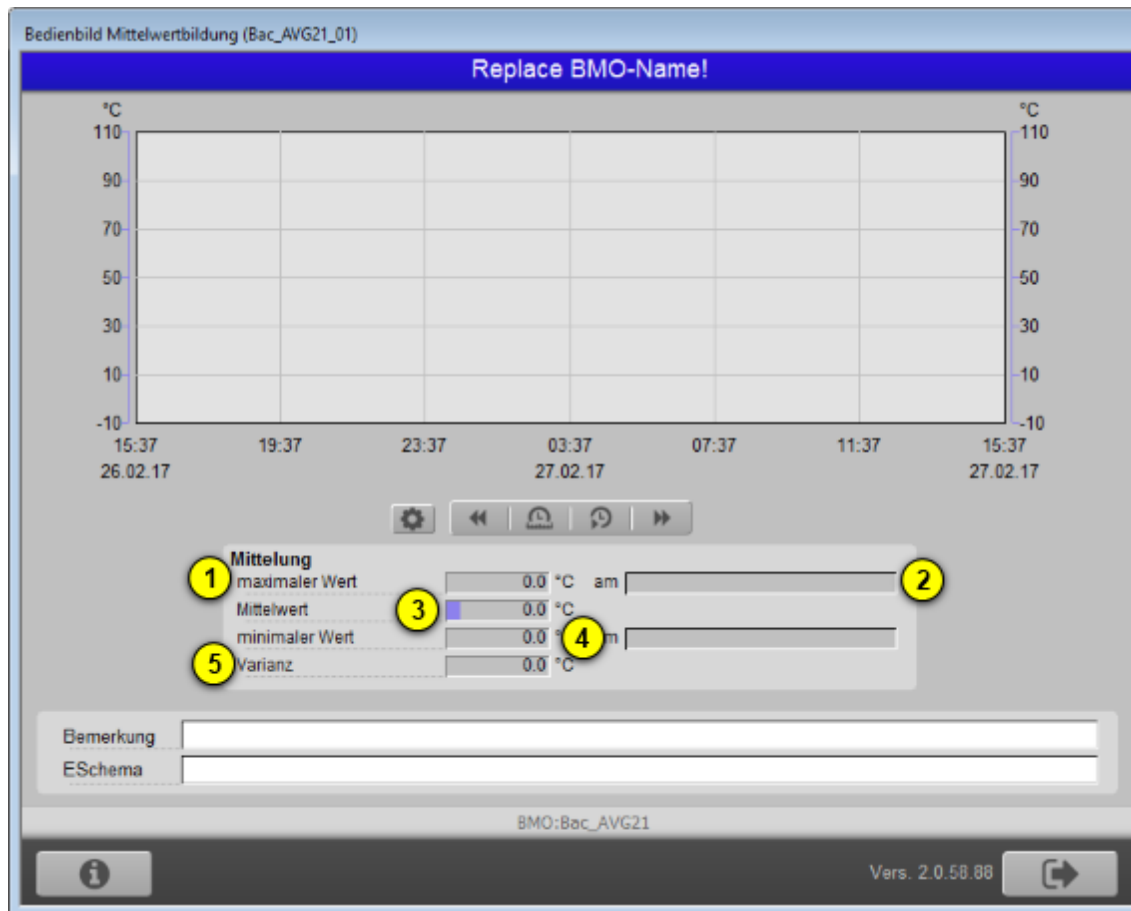 Bedienbild Mittelwertbildung (Bac_AVG21_01)
Replace BMO-Name!
°C °C
110 110
90 90
70 70
50 50
30 30
10 10
-10 -10
15:37 19:37 23:37 03:37 07:37 11:37 15:37
26.02.17 27.02.17 27.02.17
Mittelung
1 maximaler Wert 0.0 °C am 2
Mittelwert 3 0.0 °C
minimaler Wert 0.0 ° 4 m
5 Varianz 0.0 °C
Bemerkung
ESchema
BMO:Bac_AVG21
Vers. 2.0.58.88